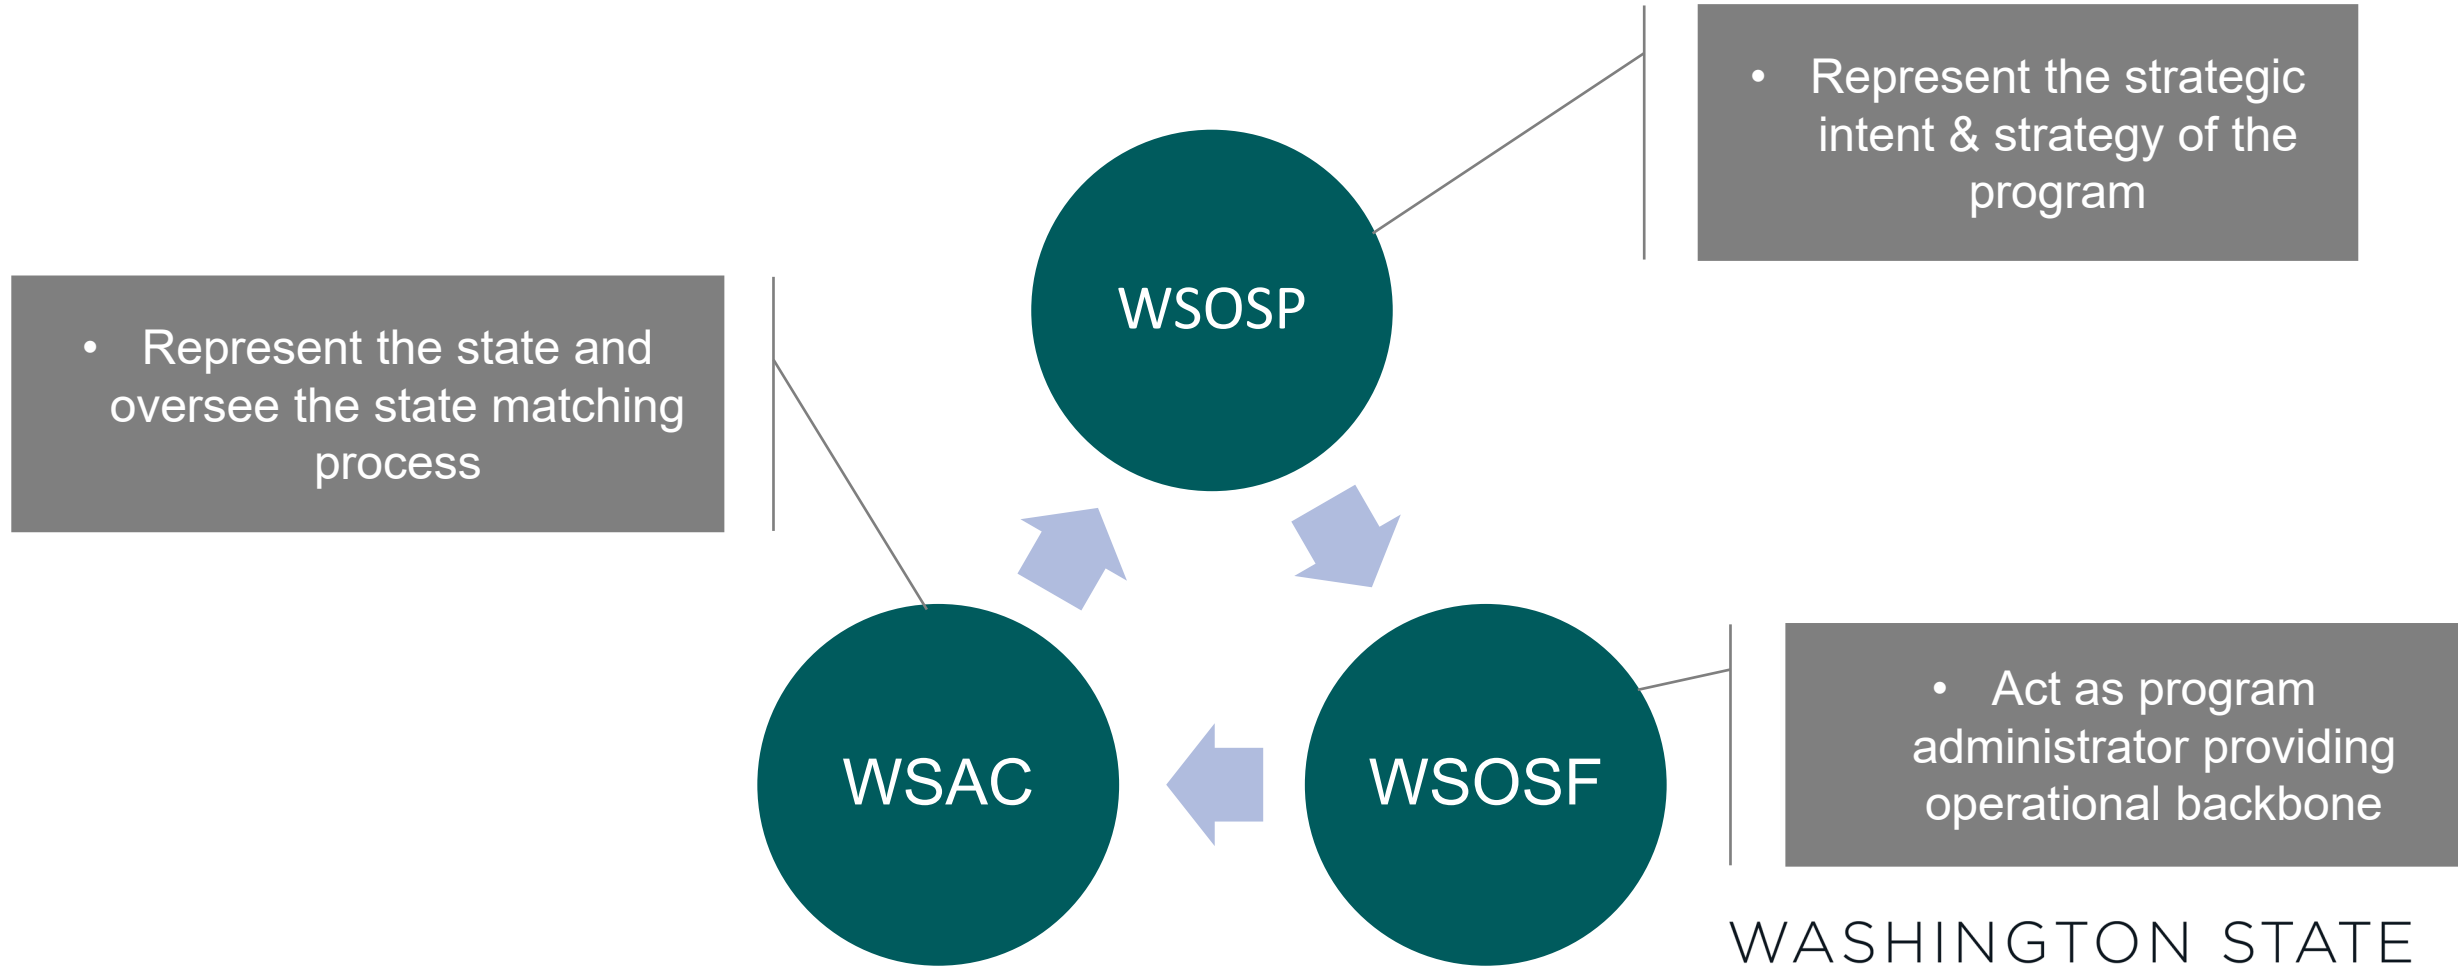 • Represent the strategic
intent & strategy of the
program
WSOSP
• Represent the state and
oversee the state matching
process
WSAC
WSOSF
• Act as program
administrator providing
operational backbone
WASHINGTON STATE